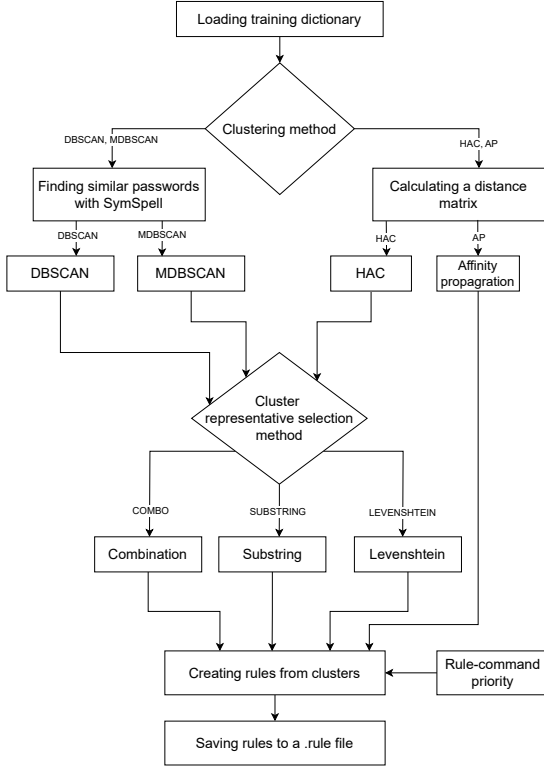 Loading training dictionary
Clustering method
DBSCAN, MDBSCAN
HAC, AP
Finding similar passwords
with SymSpell
Calculating a distance
matrix
DBSCAN
MDBSCAN
HAC
AP
DBSCAN
MDBSCAN
HAC
Affinity
propagration
Cluster
representative selection
method
COMBO
SUBSTRING
LEVENSHTEIN
Combination
Substring
Levenshtein
Creating rules from clusters
Rule-command
priority
Saving rules to a .rule file